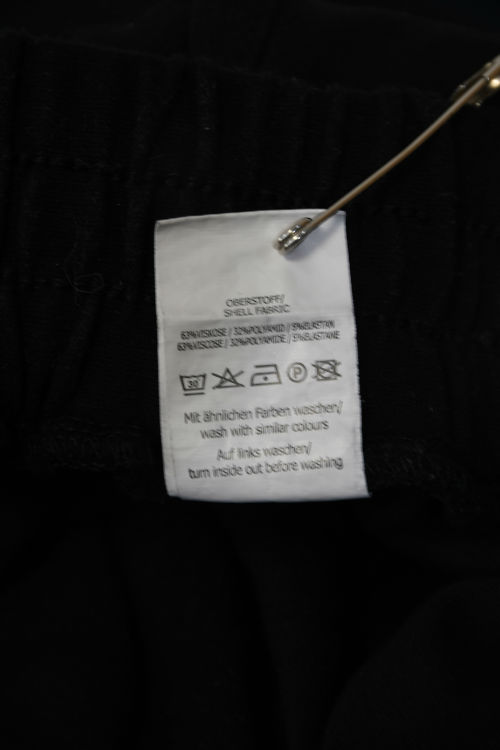 OBERSTOFF/
SHELL FABRIC
63%VISKOSE / 32%POLYAMID / 5%ELASTAN
63%VISCOSE / 32%POLYAMIDE / 5%ELASTANE
30 P
Mit ähnlichen Farben waschen/
wash with similar colours
Auf links waschen/
turn inside out before washing